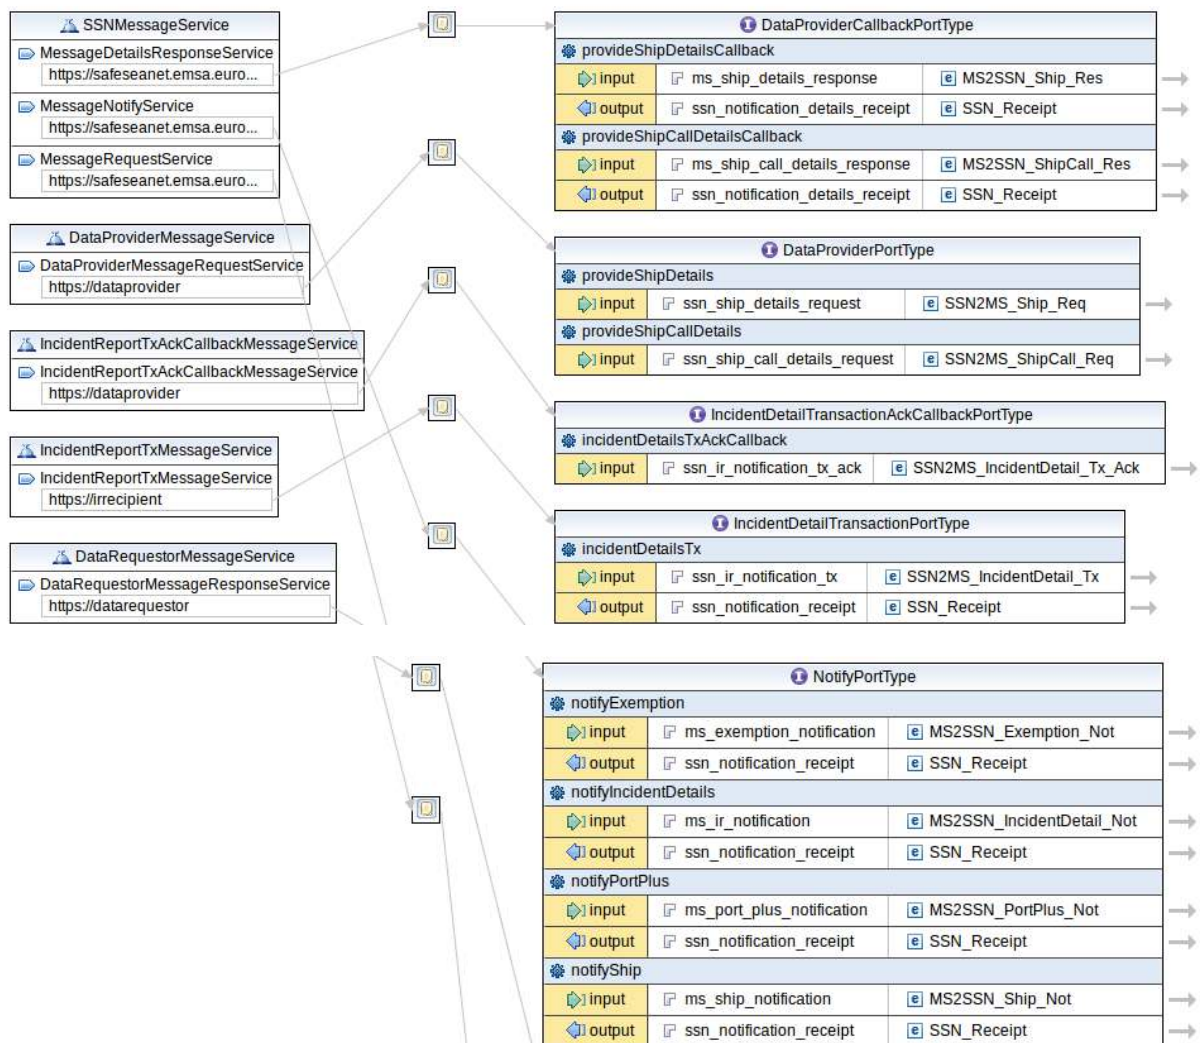 SSNMessageService
MessageDetailsResponseService
https://safeseanet.emsa.euro...
MessageNotifyService
https://safeseanet.emsa.euro...
MessageRequestService
https://safeseanet.emsa.euro...
DataProviderMessageService
DataProviderMessageRequestService
https://dataprovider
IncidentReportTxAckCallbackMessageService
IncidentReportTxAckCallbackMessageService
https://dataprovider
IncidentReportTxMessageService
IncidentReportTxMessageService
https://irrecipient
DataRequestorMessageService
DataRequestorMessageResponseService
https://datarequestor
DataProviderCallbackPortType
provideShipDetailsCallback
input ms_ship_details_response MS2SSN_Ship_Res
output ssn_notification_details_receipt SSN_Receipt
provideShipCallDetailsCallback
input ms_ship_call_details_response MS2SSN_ShipCall_Res
output ssn_notification_details_receipt SSN_Receipt
DataProviderPortType
provideShipDetails
input ssn_ship_details_request SSN2MS_Ship_Req
provideShipCallDetails
input ssn_ship_call_details_request SSN2MS_ShipCall_Req
IncidentDetailTransactionAckCallbackPortType
incidentDetailsTxAckCallback
input ssn_ir_notification_tx_ack SSN2MS_IncidentDetail_Tx_Ack
IncidentDetailTransactionPortType
incidentDetailsTx
input ssn_ir_notification_tx SSN2MS_IncidentDetail_Tx
output ssn_notification_receipt SSN_Receipt
NotifyPortType
notifyExemption
input ms_exemption_notification MS2SSN_Exemption_Not
output ssn_notification_receipt SSN_Receipt
notifyIncidentDetails
input ms_ir_notification MS2SSN_IncidentDetail_Not
output ssn_notification_receipt SSN_Receipt
notifyPortPlus
input ms_port_plus_notification MS2SSN_PortPlus_Not
output ssn_notification_receipt SSN_Receipt
notifyShip
input ms_ship_notification MS2SSN_Ship_Not
output ssn_notification_receipt SSN_Receipt